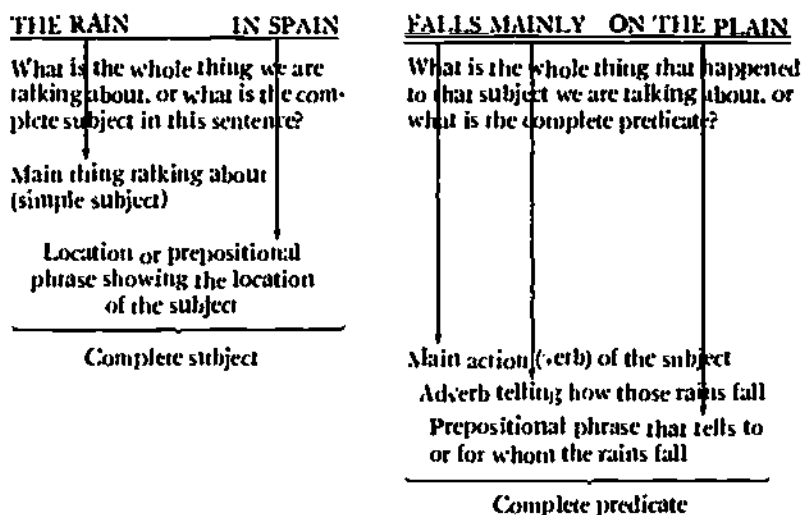 THE RAIN IN SPAIN
What is the whole thing we are
talking about, or what is the com-
plete subject in this sentence?
Main thing talking about
(simple subject)
Location or prepositional
phrase showing the location
of the subject
Complete subject
FALLS MAINLY ON THE PLAIN
What is the whole thing that happened
to that subject we are talking about, or
what is the complete predicate?
Main action (verb) of the subject
Adverb telling how those rains fall
Prepositional phrase that tells to
or for whom the rains fall
Complete predicate